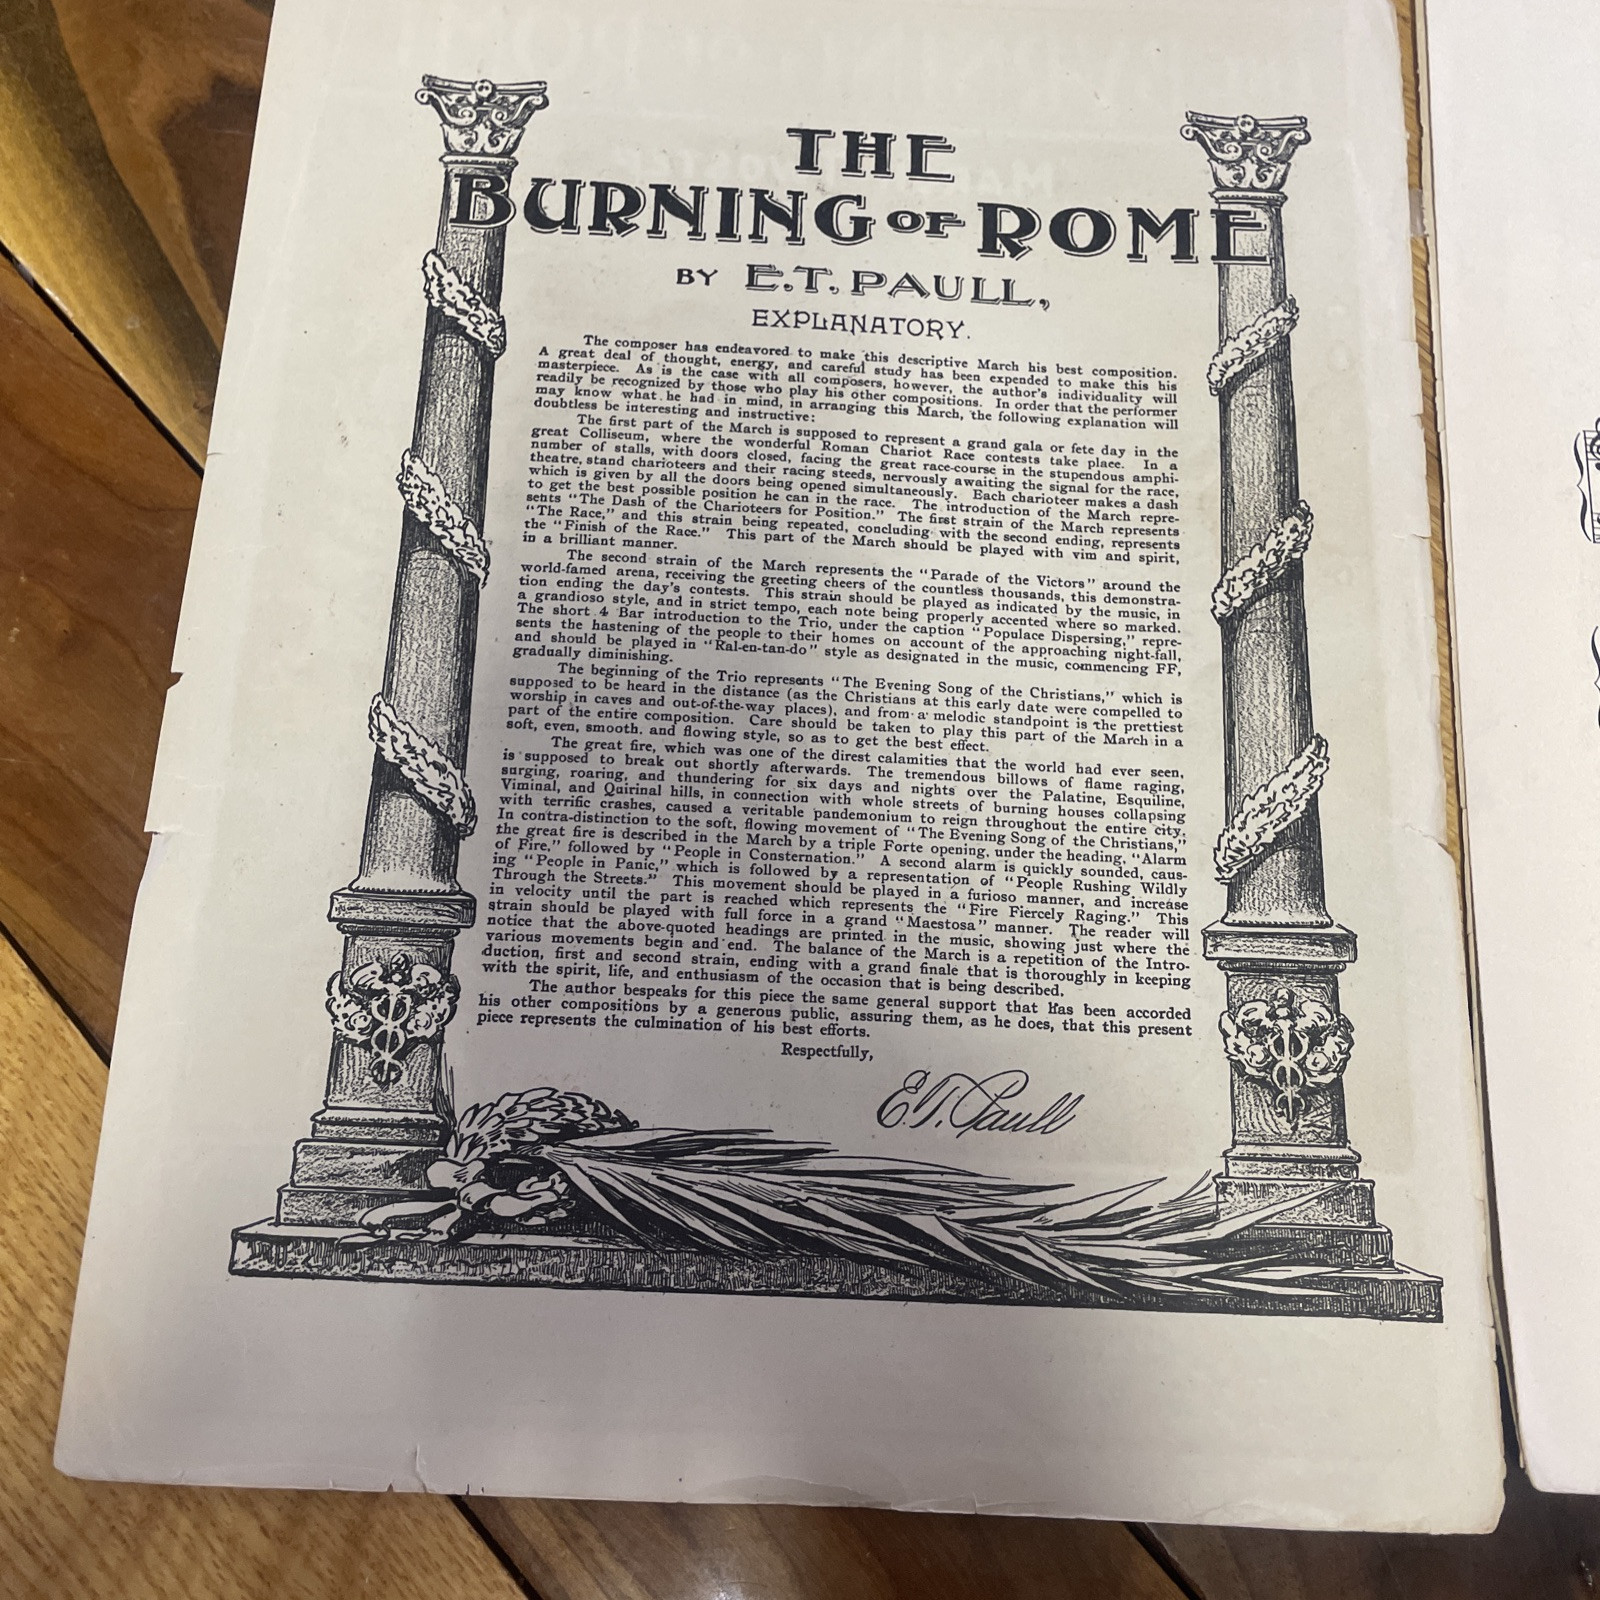 THE
BURNING OF ROME
BY E.T. PAULL,
EXPLANATORY.
The composer has endeavored to make this descriptive March his best composition.
A great deal of thought, energy, and careful study has been expended to make this his
masterpiece. As is the case with all composers, however, the author's individuality will
readily be recognized by those who play his other compositions. In order that the performer
may know what he had in mind, in arranging this March, the following explanation will
doubtless be interesting and instructive:
The first part of the March is supposed to represent a grand gala or fete day in the
great Colliseum, where the wonderful Roman Chariot Race contests take place. In a
number of stalls, with doors closed, facing the great race-course in the stupendous amphi-
theatre, stand charioteers and their racing steeds, nervously awaiting the signal for the race,
which is given by all the doors being opened simultaneously. Each charioteer makes a dash
to get the best possible position he can in the race. The introduction of the March repre-
sents "The Dash of the Charioteers for Position." The first strain of the March represents
"The Race," and this strain being repeated, concluding with the second ending, represents
the "Finish of the Race." This part of the March should be played with vim and spirit,
in a brilliant manner.
The second strain of the March represents the "Parade of the Victors" around the
world-famed arena, receiving the greeting cheers of the countless thousands, this demonstra-
tion ending the day's contests. This strain should be played as indicated by the music, in
a grandioso style, and in strict tempo, each note being properly accented where so marked.
The short 4 Bar introduction to the Trio, under the caption "Populace Dispersing," repre-
sents the hastening of the people to their homes on account of the approaching night-fall,
and should be played in "Ral-en-tan-do" style as designated in the music, commencing FF,
gradually diminishing.
The beginning of the Trio represents "The Evening Song of the Christians," which is
supposed to be heard in the distance (as the Christians at this early date were compelled to
worship in caves and out-of-the-way places), and from a melodic standpoint is the prettiest
part of the entire composition. Care should be taken to play this part of the March in a
soft, even, smooth, and flowing style, so as to get the best effect.
The great fire, which was one of the direst calamities that the world had ever seen,
is supposed to break out shortly afterwards. The tremendous billows of flame raging,
surging, roaring, and thundering for six days and nights over the Palatine, Esquiline,
Viminal, and Quirinal hills, in connection with whole streets of burning houses collapsing
with terrific crashes, caused a veritable pandemonium to reign throughout the entire city.
In contra-distinction to the soft, flowing movement of "The Evening Song of the Christians,"
the great fire is described in the March by a triple Forte opening, under the heading, "Alarm
of Fire," followed by "People in Consternation." A second alarm is quickly sounded, caus-
ing "People in Panic," which is followed by a representation of "People Rushing Wildly
Through the Streets." This movement should be played in a furioso manner, and increase
in velocity until the part is reached which represents the "Fire Fiercely Raging." This
strain should be played with full force in a grand "Maestosa" manner. The reader will
notice that the above-quoted headings are printed in the music, showing just where the
various movements begin and end. The balance of the March is a repetition of the Intro-
duction, first and second strain, ending with a grand finale that is thoroughly in keeping
with the spirit, life, and enthusiasm of the occasion that is being described.
The author bespeaks for this piece the same general support that has been accorded
his other compositions by a generous public, assuring them, as he does, that this present
piece represents the culmination of his best efforts.
Respectfully,
E.T. Paull